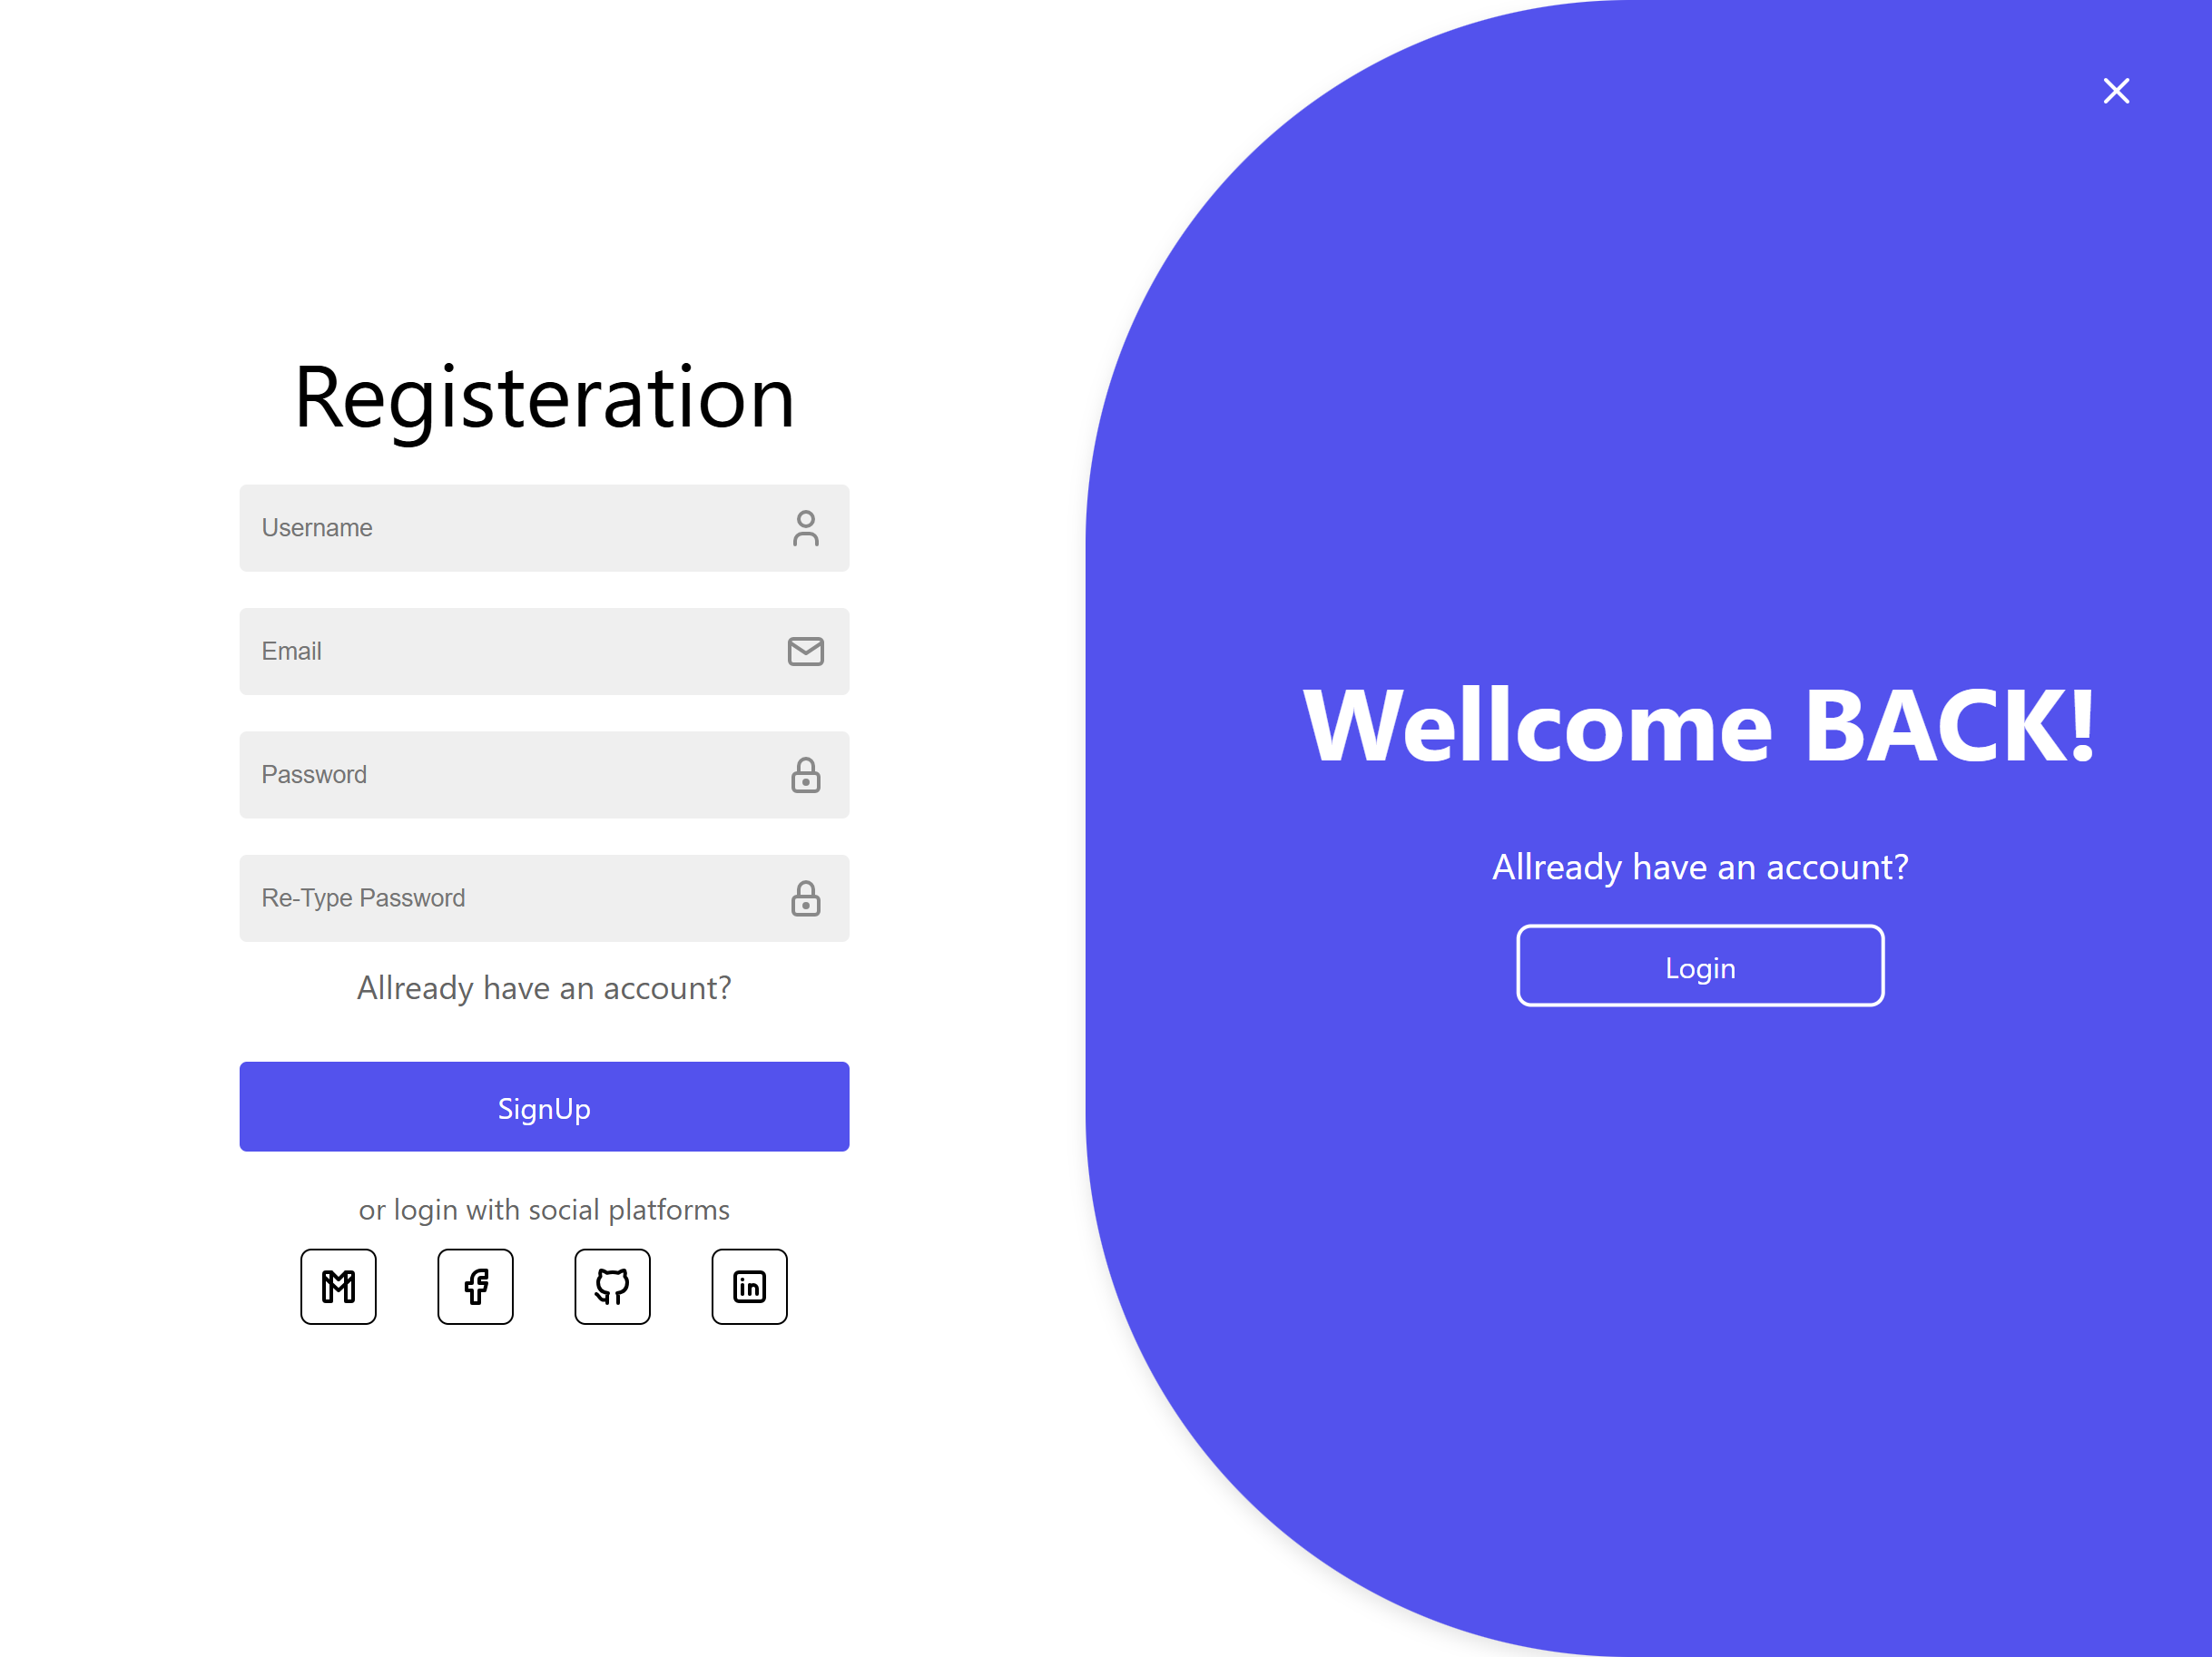 Registeration
Username
Email
Password
Re-Type Password
Allready have an account?
SignUp
or login with social platforms
Wellcome BACK!
Allready have an account?
Login